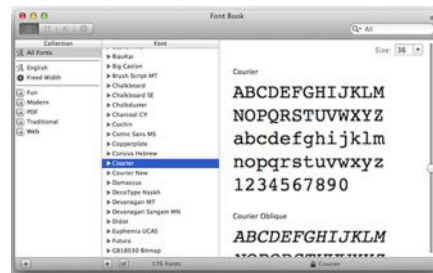 Font Book
All
Collection
Font
All Fonts
English
Fixed Width
Fun
Modern
PDF
Traditional
Web
BiauKai
Big Caslon
Brush Script MT
Chalkboard
Chalkboard SE
Chalkduster
Charcoal CY
Cochin
Comic Sans MS
Copperplate
Corsiva Hebrew
Courier
Courier New
Damascus
DecoType Naskh
Devanagari MT
Devanagari Sangam MN
Didot
Euphemia UCAS
Futura
GB18030 Bitmap
Size: 36
Courier
ABCDEFGHIJKLM
NOPQRSTUVWXYZ
abcdefghijklm
nopqrstuvwxyz
1234567890
Courier Oblique
ABCDEFGHIJKLM
Courier